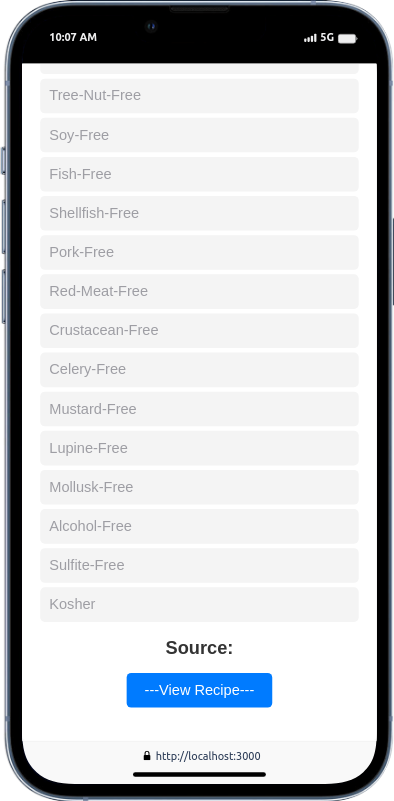 10:07 AM
5G
Tree-Nut-Free
Soy-Free
Fish-Free
Shellfish-Free
Pork-Free
Red-Meat-Free
Crustacean-Free
Celery-Free
Mustard-Free
Lupine-Free
Mollusk-Free
Alcohol-Free
Sulfite-Free
Kosher
Source:
---View Recipe---
http://localhost:3000